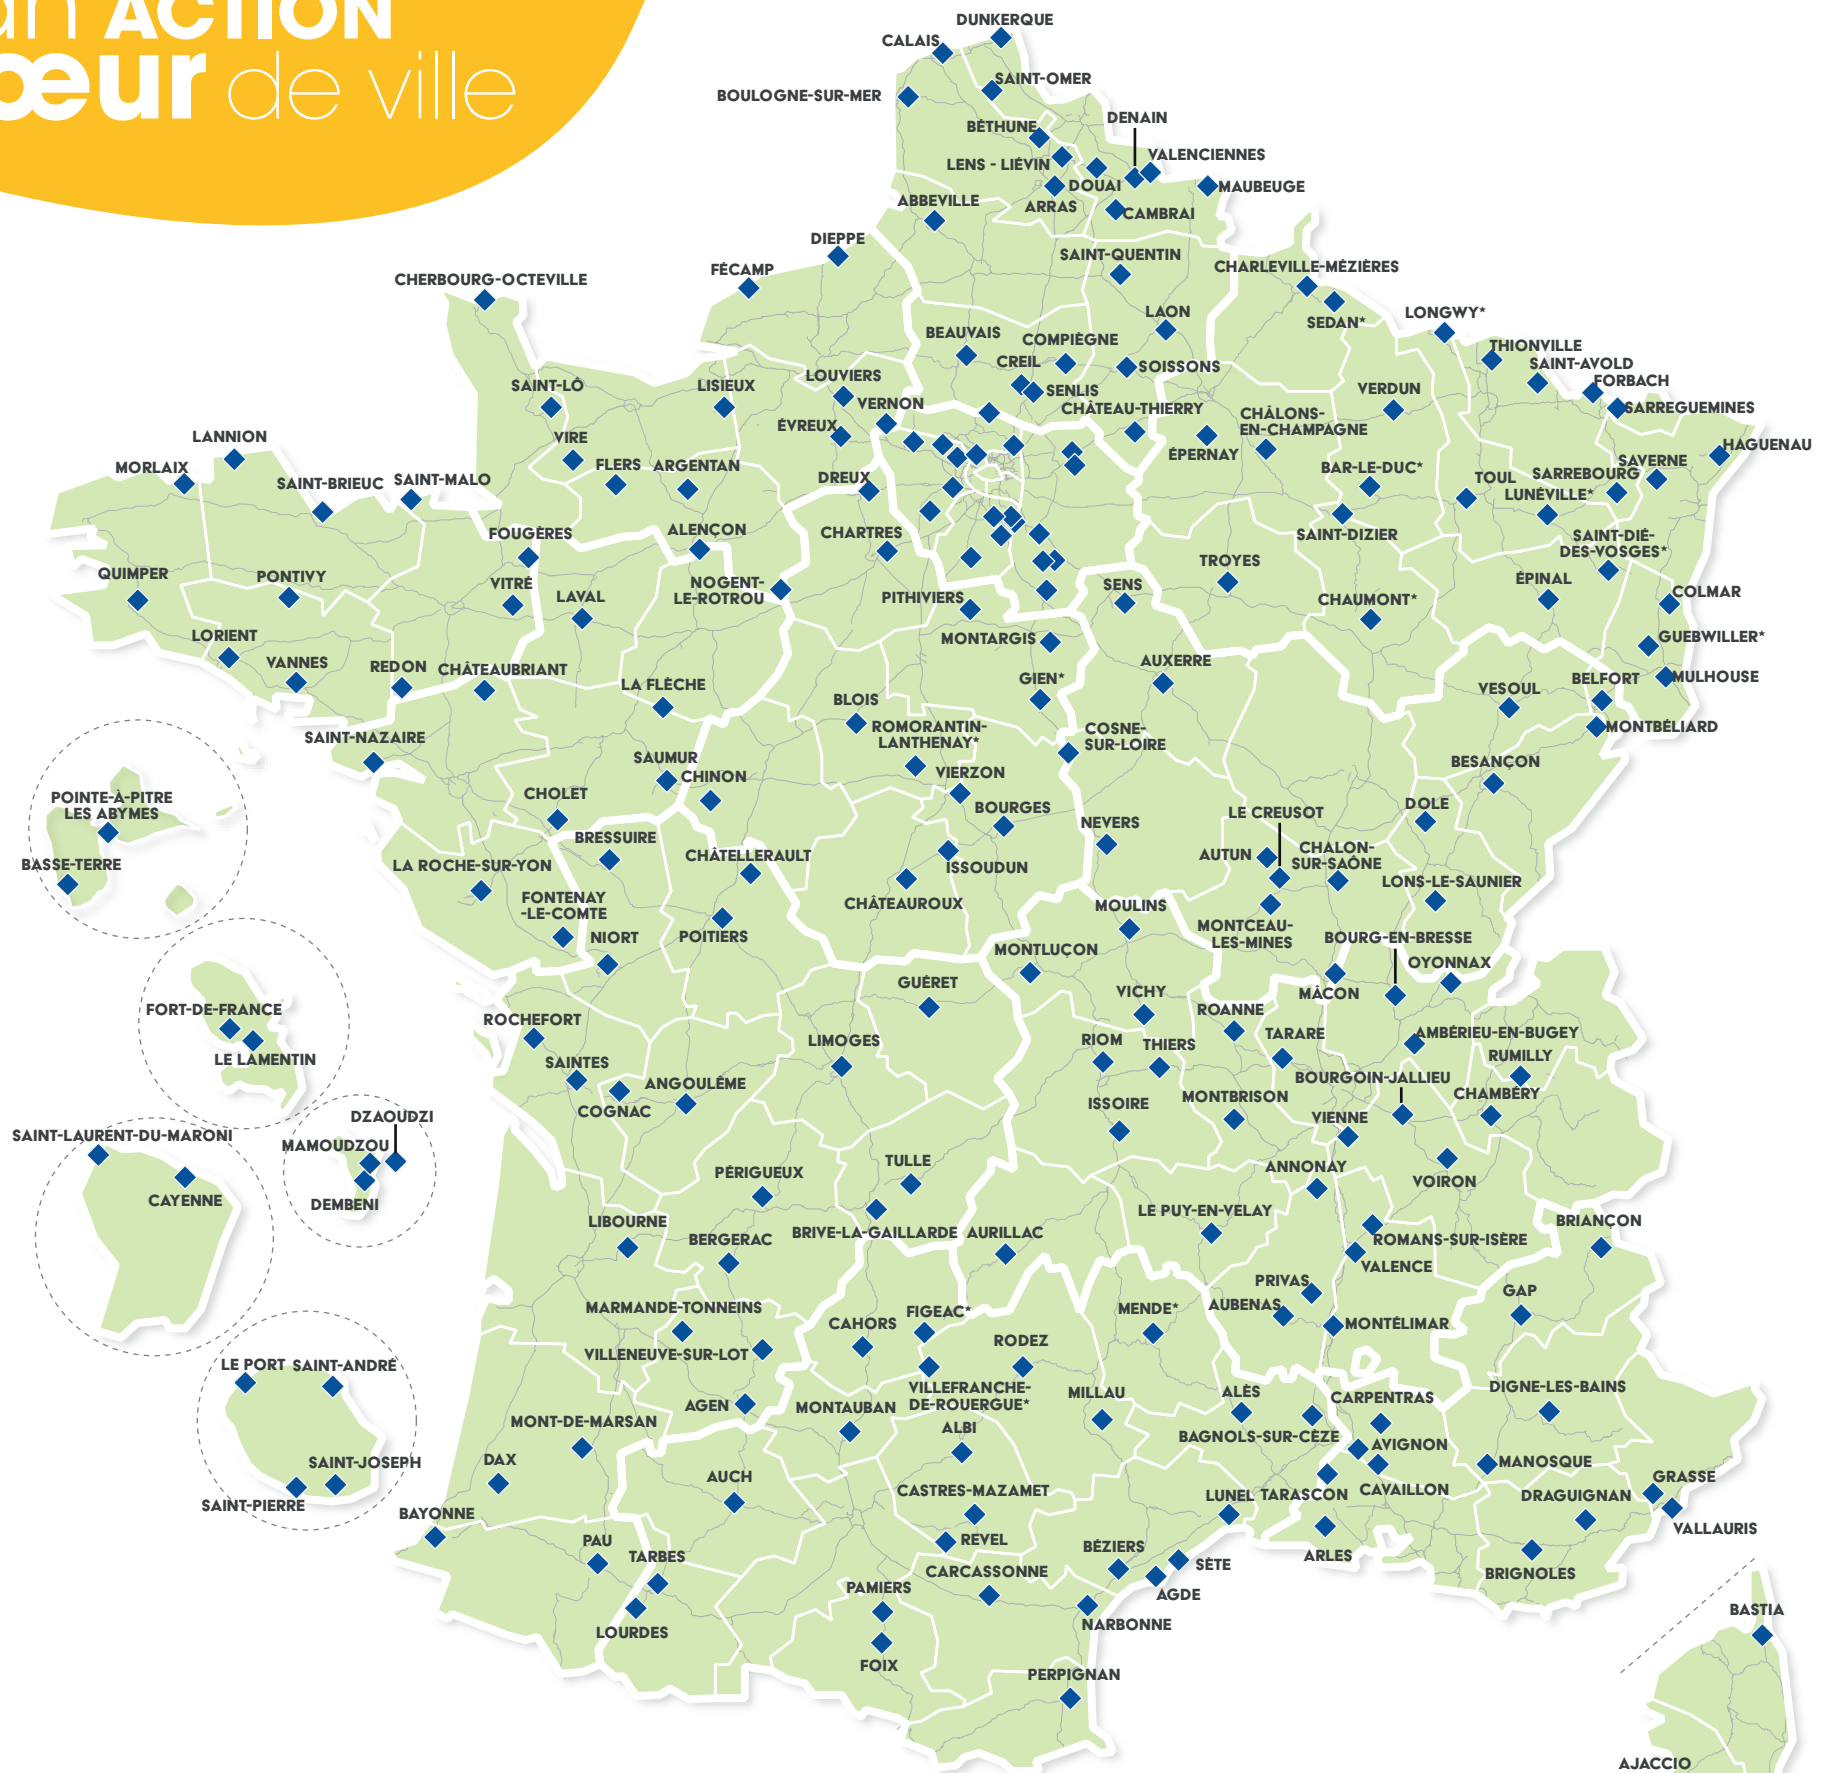 an ACTION
cœur de ville
DUNKERQUE
CALAIS
SAINT-OMER
BOULOGNE-SUR-MER
DENAIN
BÉTHUNE
VALENCIENNES
LENS - LIÉVIN
DOUAI
MAUBEUGE
ABBEVILLE
ARRAS
CAMBRAI
DIEPPE
SAINT-QUENTIN
FÉCAMP
CHARLEVILLE-MÉZIÈRES
CHERBOURG-OCTEVILLE
LAON
SEDAN*
LONGWY*
BEAUVAIS
COMPIÈGNE
THIONVILLE
CREIL
SOISSONS
SAINT-AVOLD
FORBACH
SAINT-LÔ
LISIEUX
LOUVIERS
SENLIS
VERDUN
VERNON
CHÂTEAU-THIERRY
SARREGUEMINES
CHÂLONS-
EN-CHAMPAGNE
ÉVREUX
LANNION
VIRE
HAGUENAU
ÉPERNAY
MORLAIX
FLERS
ARGENTAN
BAR-LE-DUC*
SAVERNE
SARREBOURG
SAINT-BRIEUC
SAINT-MALO
DREUX
TOUL
LUNÉVILLE*
FOUGÈRES
ALENÇON
CHARTRES
SAINT-DIZIER
SAINT-DIÉ-
DES-VOSGES*
QUIMPER
PONTIVY
VITRÉ
LAVAL
NOGENT-
LE-ROTROU
PITHIVIERS
SENS
TROYES
ÉPINAL
CHAUMONT*
COLMAR
LORIENT
MONTARGIS
GUEBWILLER*
VANNES
REDON
CHÂTEAUBRIANT
AUXERRE
LA FLÈCHE
GIEN*
VESOUL
BELFORT
MULHOUSE
BLOIS
ROMORANTIN-
LANTHENAY*
COSNE-
SUR-LOIRE
MONTBÉLIARD
SAINT-NAZAIRE
SAUMUR
CHINON
VIERZON
BESANÇON
POINTE-À-PITRE
LES ABYMES
CHOLET
BOURGES
LE CREUSOT
DOLE
BRESSUIRE
NEVERS
AUTUN
CHALON-
SUR-SAÔNE
BASSE-TERRE
LA ROCHE-SUR-YON
CHÂTELLERAULT
ISSOUDUN
LONS-LE-SAUNIER
FONTENAY
-LE-COMTE
CHÂTEAUROUX
MOULINS
NIORT
POITIERS
MONTCEAU-
LES-MINES
BOURG-EN-BRESSE
MONTLUÇON
OYONNAX
GUÉRET
MÂCON
VICHY
FORT-DE-FRANCE
ROCHEFORT
ROANNE
TARARE
AMBÉRIEU-EN-BUGEY
LE LAMENTIN
SAINTES
LIMOGES
RIOM
THIERS
RUMILLY
ANGOULÊME
BOURGOIN-JALLIEU
CHAMBÉRY
COGNAC
ISSOIRE
MONTBRISON
VIENNE
DZAOUDZI
SAINT-LAURENT-DU-MARONI
MAMOUDZOU
PÉRIGUEUX
TULLE
ANNONAY
VOIRON
CAYENNE
DEMBENI
LIBOURNE
BERGERAC
BRIVE-LA-GAILLARDE
AURILLAC
LE PUY-EN-VELAY
ROMANS-SUR-ISÈRE
BRIANÇON
VALENCE
PRIVAS
GAP
MARMANDE-TONNEINS
FIGEAC*
MENDE*
AUBENAS
CAHORS
RODEZ
MONTÉLIMAR
VILLENEUVE-SUR-LOT
LE PORT
SAINT-ANDRÉ
VILLEFRANCHE-
DE-ROUERGUE*
MILLAU
ALÈS
CARPENTRAS
DIGNE-LES-BAINS
AGEN
MONTAUBAN
MONT-DE-MARSAN
ALBI
BAGNOLS-SUR-CÈZE
AVIGNON
DAX
SAINT-JOSEPH
AUCH
MANOSQUE
GRASSE
CASTRES-MAZAMET
LUNEL
TARASCON
CAVAILLON
DRAGUIGNAN
SAINT-PIERRE
BAYONNE
VALLAURIS
PAU
TARBES
REVEL
BÉZIERS
SÈTE
ARLES
CARCASSONNE
BRIGNOLES
PAMIERS
AGDE
BASTIA
LOURDES
NARBONNE
FOIX
PERPIGNAN
AJACCIO